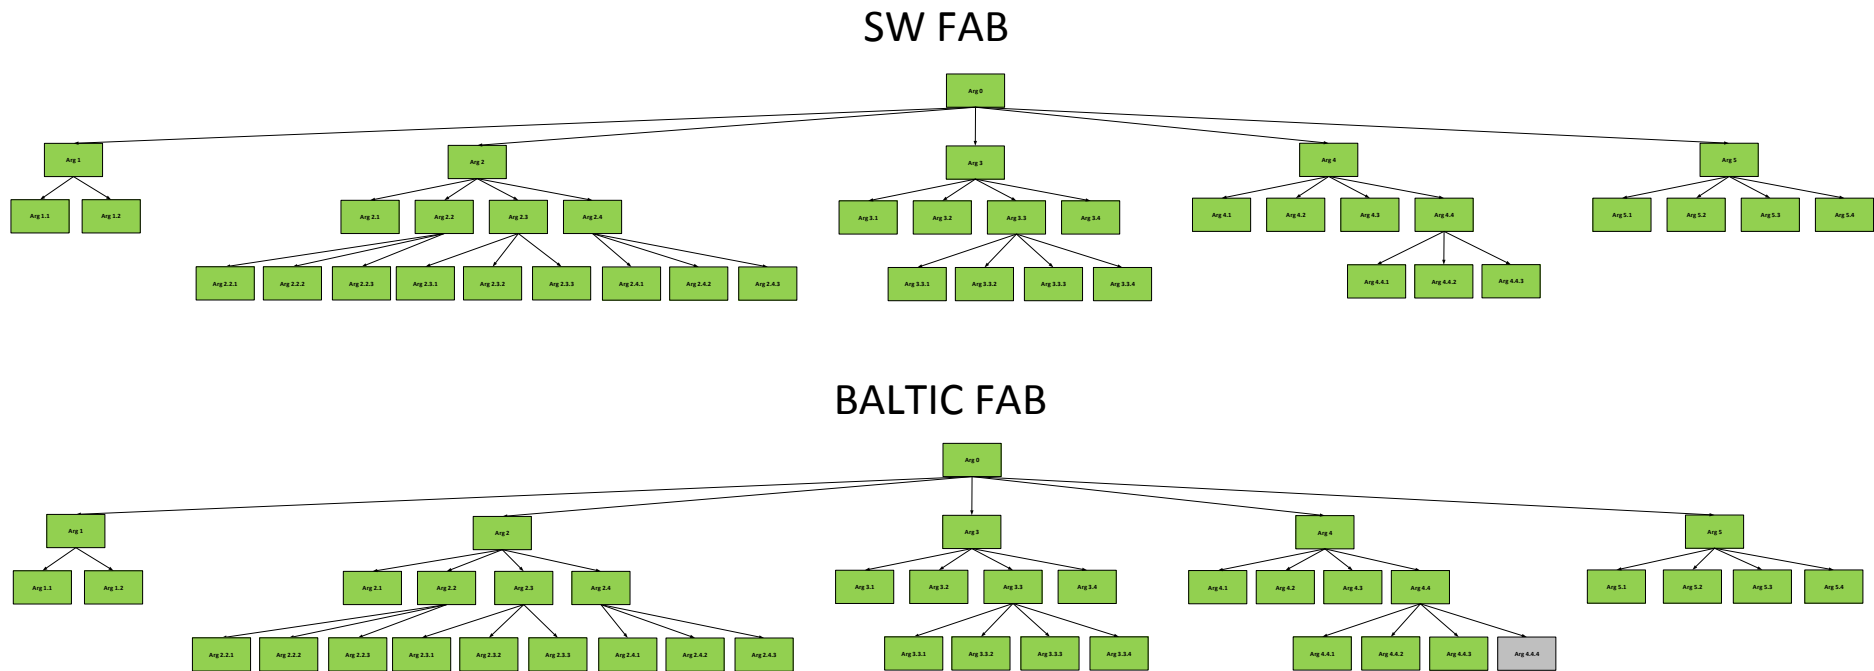 SW FAB
Arg 0
Arg 1
Arg 2
Arg 3
Arg 4
Arg 5
Arg 1.1
Arg 1.2
Arg 2.1
Arg 2.2
Arg 2.3
Arg 2.4
Arg 3.1
Arg 3.2
Arg 3.3
Arg 3.4
Arg 4.1
Arg 4.2
Arg 4.3
Arg 4.4
Arg 5.1
Arg 5.2
Arg 5.3
Arg 5.4
Arg 2.2.1
Arg 2.2.2
Arg 2.2.3
Arg 2.3.1
Arg 2.3.2
Arg 2.3.3
Arg 2.4.1
Arg 2.4.2
Arg 2.4.3
Arg 3.3.1
Arg 3.3.2
Arg 3.3.3
Arg 3.3.4
Arg 4.4.1
Arg 4.4.2
Arg 4.4.3
BALTIC FAB
Arg 0
Arg 1
Arg 2
Arg 3
Arg 4
Arg 5
Arg 1.1
Arg 1.2
Arg 2.1
Arg 2.2
Arg 2.3
Arg 2.4
Arg 3.1
Arg 3.2
Arg 3.3
Arg 3.4
Arg 4.1
Arg 4.2
Arg 4.3
Arg 4.4
Arg 5.1
Arg 5.2
Arg 5.3
Arg 5.4
Arg 2.2.1
Arg 2.2.2
Arg 2.2.3
Arg 2.3.1
Arg 2.3.2
Arg 2.3.3
Arg 2.4.1
Arg 2.4.2
Arg 2.4.3
Arg 3.3.1
Arg 3.3.2
Arg 3.3.3
Arg 3.3.4
Arg 4.4.1
Arg 4.4.2
Arg 4.4.3
Arg 4.4.4